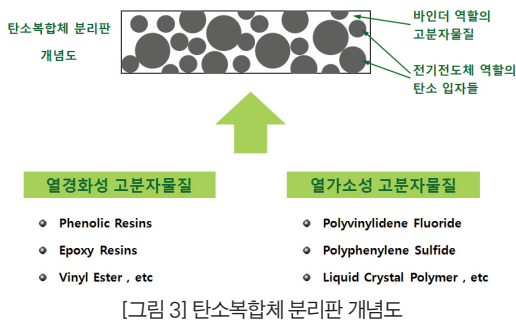 탄소복합체 분리판
개념도
바인더 역할의
고분자물질
전기전도체 역할의
탄소 입자들
열경화성 고분자물질
Phenolic Resins
Epoxy Resins
Vinyl Ester , etc
열가소성 고분자물질
Polyvinylidene Fluoride
Polyphenylene Sulfide
Liquid Crystal Polymer , etc
[그림 3] 탄소복합체 분리판 개념도